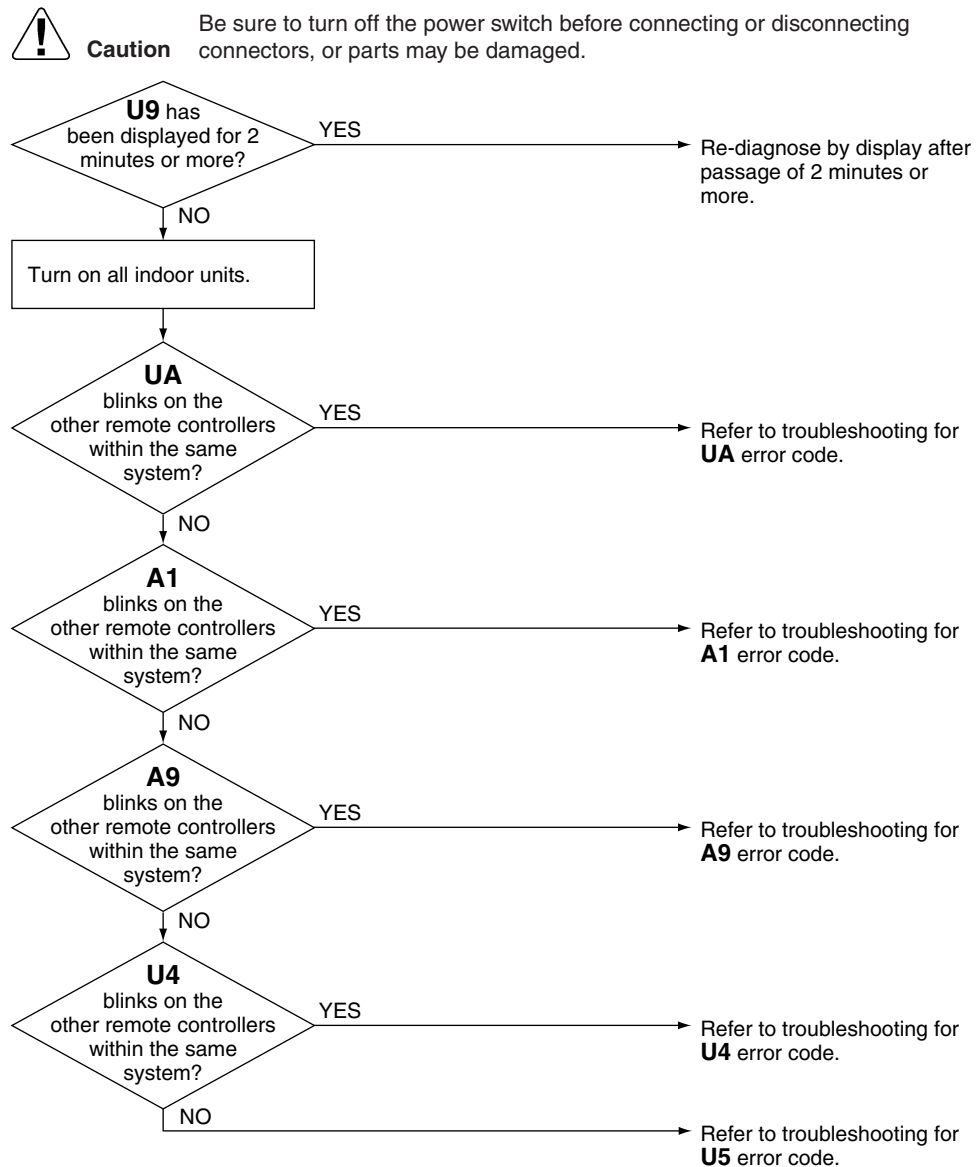 Caution
Be sure to turn off the power switch before connecting or disconnecting
connectors, or parts may be damaged.
U9 has
been displayed for 2
minutes or more?
YES
Re-diagnose by display after
passage of 2 minutes or
more.
NO
Turn on all indoor units.
UA
blinks on the
other remote controllers
within the same
system?
YES
Refer to troubleshooting for
UA error code.
NO
A1
blinks on the
other remote controllers
within the same
system?
YES
Refer to troubleshooting for
A1 error code.
NO
A9
blinks on the
other remote controllers
within the same
system?
YES
Refer to troubleshooting for
A9 error code.
NO
U4
blinks on the
other remote controllers
within the same
system?
YES
Refer to troubleshooting for
U4 error code.
NO
Refer to troubleshooting for
U5 error code.